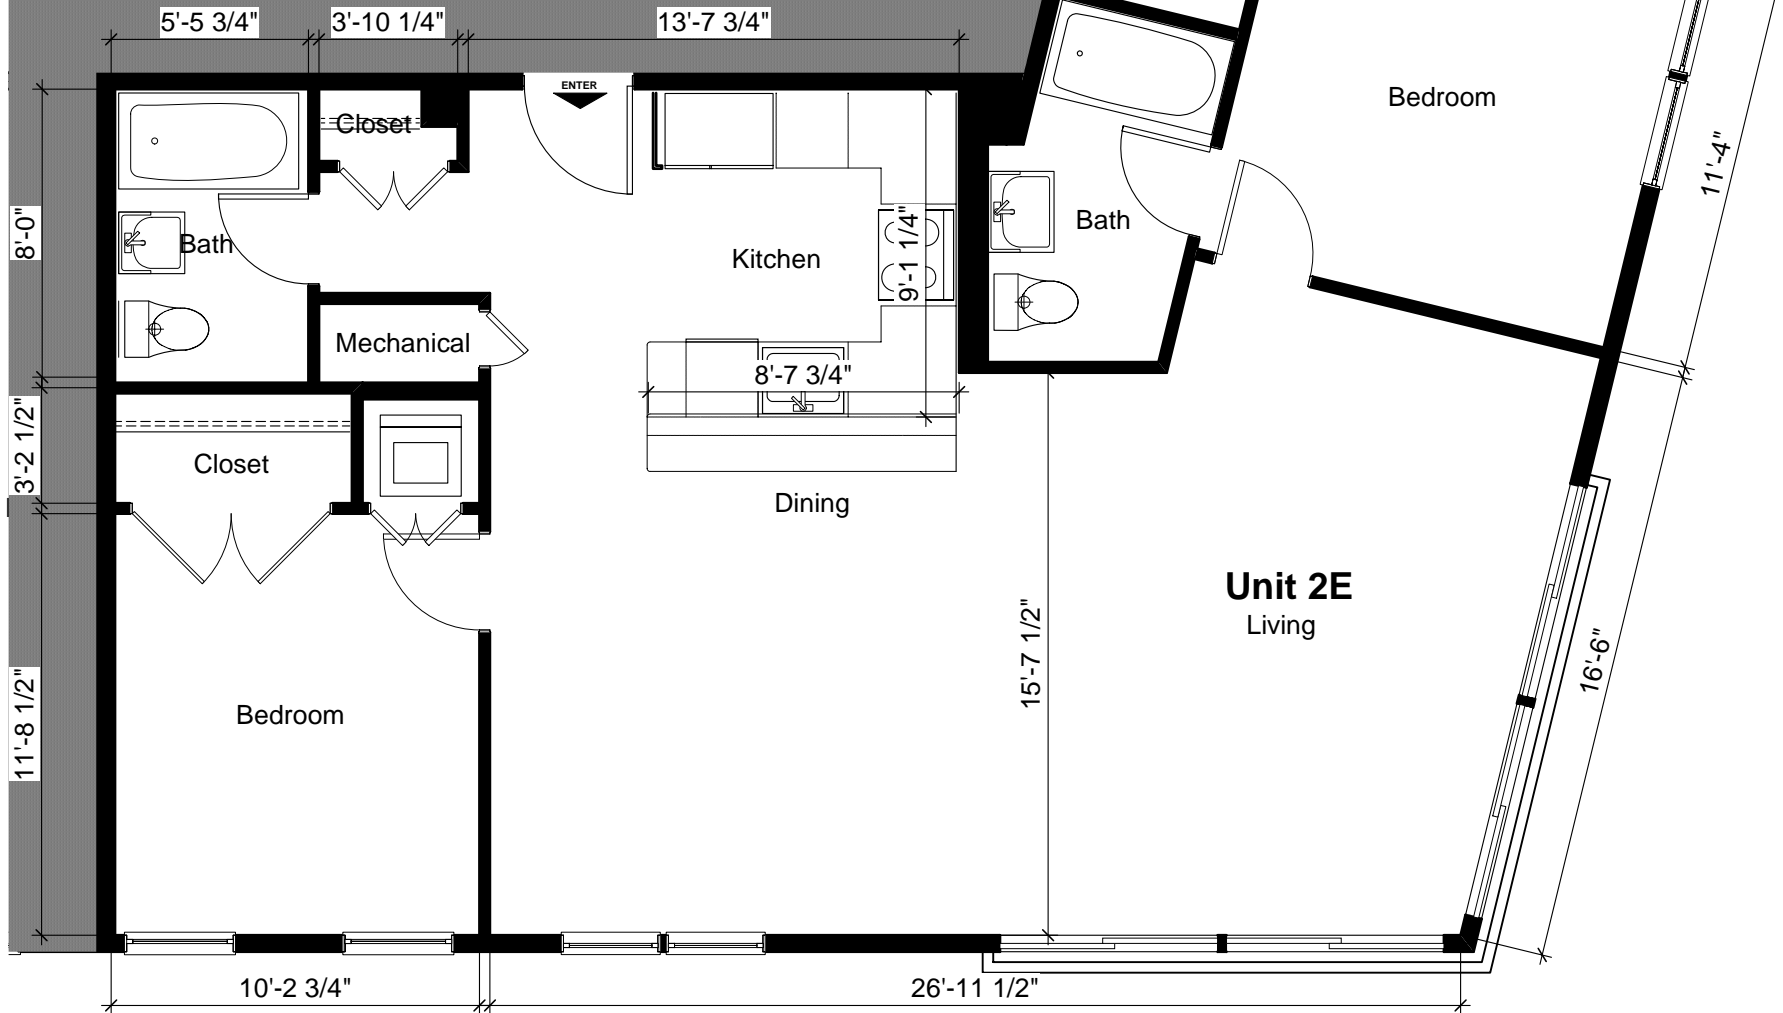 5'-5 3/4"
3'-10 1/4"
13'-7 3/4"
ENTER
Closet
Bedroom
11'-4"
8'-0"
Bath
Kitchen
9'-1 1/4"
Bath
Mechanical
8'-7 3/4"
3'-2 1/2"
Closet
Dining
Unit 2E
Living
15'-7 1/2"
16'-6"
11'-8 1/2"
Bedroom
10'-2 3/4"
26'-11 1/2"